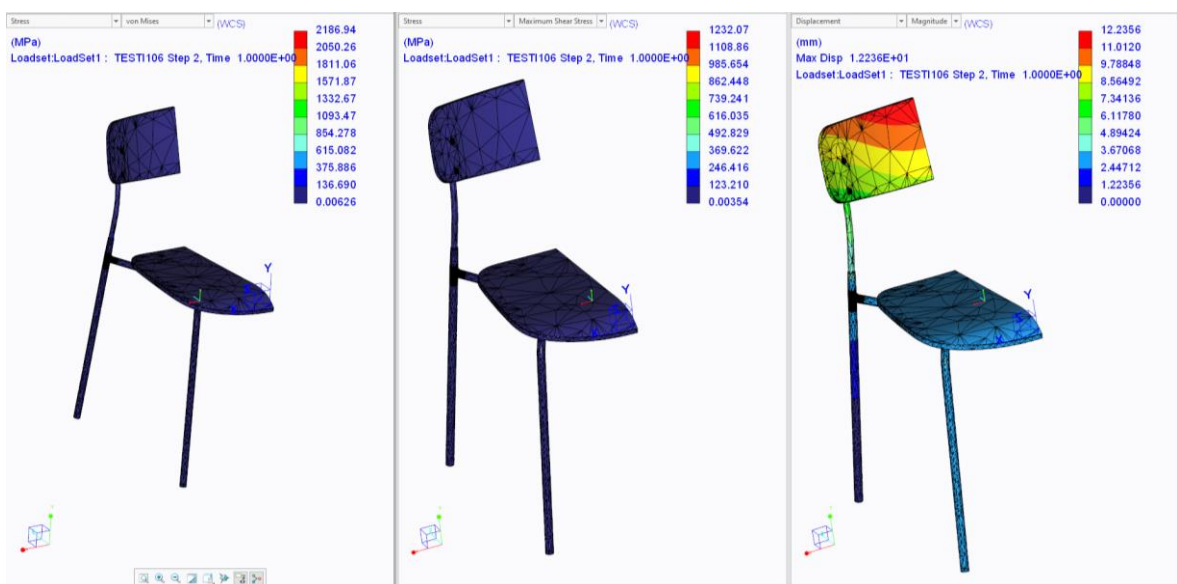 Stress von Mises (WCS)
(MPa)
Loadset:LoadSet1 : TESTI106 Step 2, Time 1.0000E+00
2186.94
2050.26
1811.06
1571.87
1332.67
1093.47
854.278
615.082
375.886
136.690
0.00626
Y
Stress Maximum Shear Stress (WCS)
(MPa)
Loadset:LoadSet1 : TESTI106 Step 2, Time 1.0000E+00
1232.07
1108.86
985.654
862.448
739.241
616.035
492.829
369.622
246.416
123.210
0.00354
Y
X
Displacement Magnitude (WCS)
(mm)
Max Disp 1.2236E+01
Loadset:LoadSet1 : TESTI106 Step 2, Time 1.0000E+00
12.2356
11.0120
9.78848
8.56492
7.34136
6.11780
4.89424
3.67068
2.44712
1.22356
0.00000
Y
X